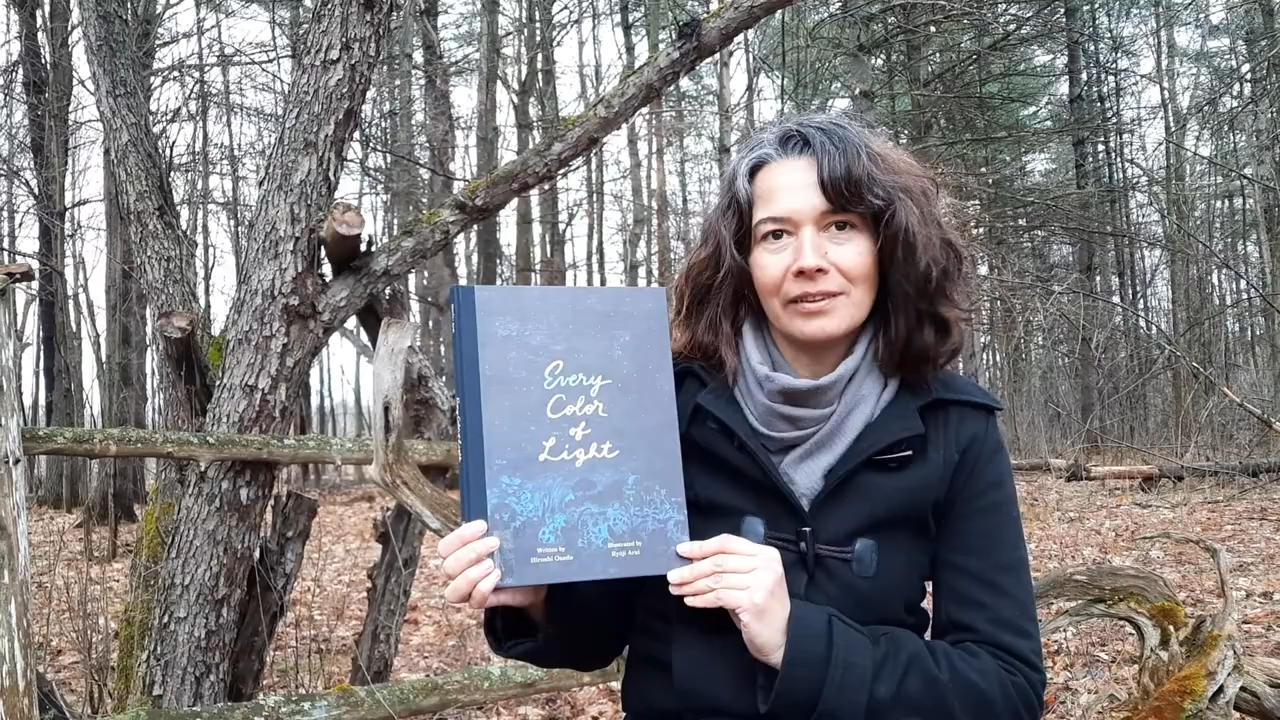 Every
Color
of
Light
Written by
Hiroshi Osada
Illustrated by
Ryōji Arai